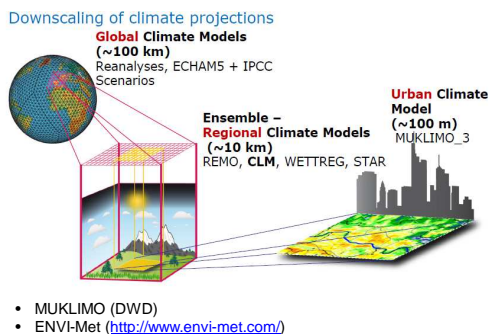 Downscaling of climate projections
Global Climate Models
(~100 km)
Reanalyses, ECHAM5 + IPCC
Scenarios
Ensemble –
Regional Climate Models
(~10 km)
REMO, CLM, WETTREG, STAR
Urban Climate
Model
(~100 m)
MUKLIMO_3
• MUKLIMO (DWD)
• ENVI-Met (http://www.envi-met.com/)